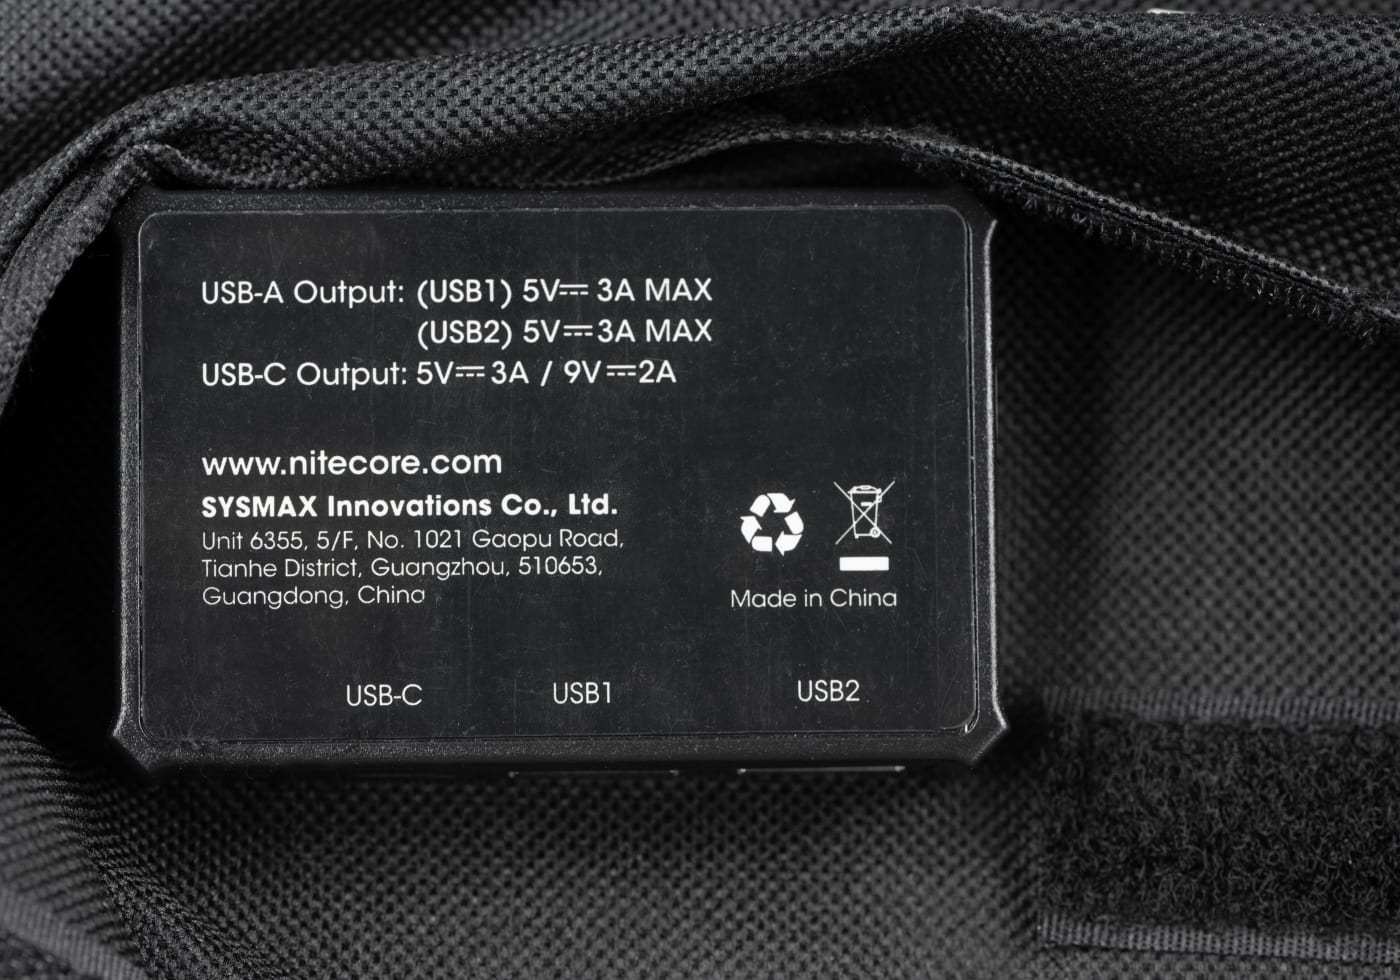 USB-A Output: (USB1) 5V⎓3A MAX
(USB2) 5V⎓3A MAX
USB-C Output: 5V⎓3A / 9V⎓2A
www.nitecore.com
SYSMAX Innovations Co., Ltd.
Unit 6355, 5/F, No. 1021 Gaopu Road,
Tianhe District, Guangzhou, 510653,
Guangdong, China
Made in China
USB-C USB1 USB2